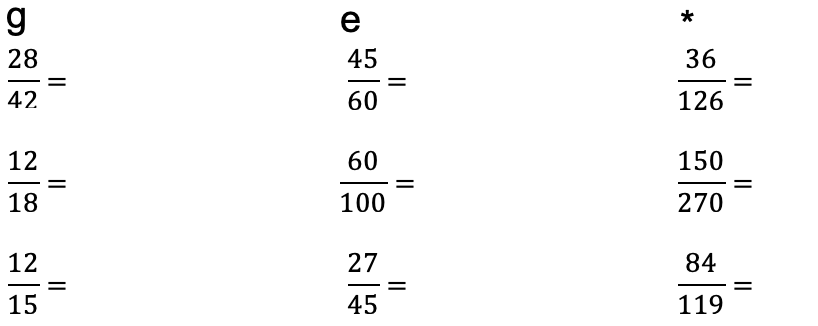 g e *
28/42 = 45/60 = 36/126 =
12/18 = 60/100 = 150/270 =
12/15 = 27/45 = 84/119 =